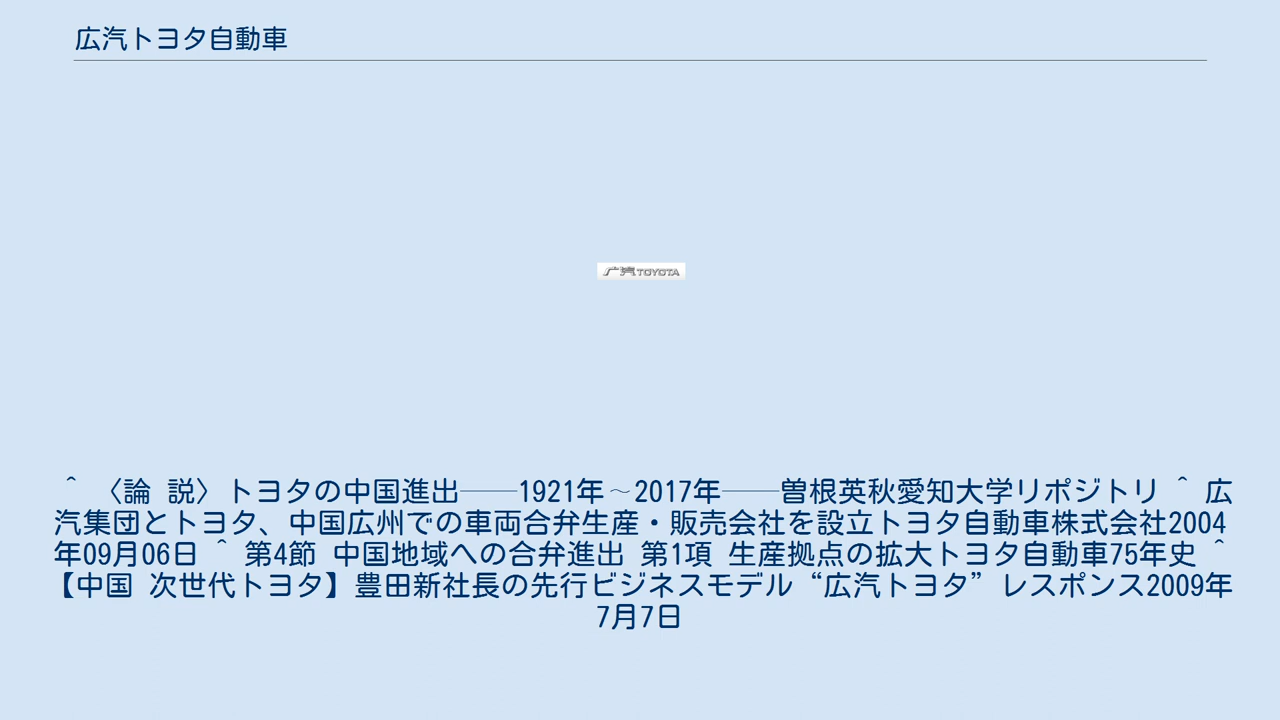 広汽トヨタ自動車
广汽TOYOTA
^ 〈論 説〉トヨタの中国進出――1921年～2017年――曽根英秋愛知大学リポジトリ ^ 広
汽集団とトヨタ、中国広州での車両合弁生産・販売会社を設立トヨタ自動車株式会社2004
年09月06日 ^ 第4節 中国地域への合弁進出 第1項 生産拠点の拡大トヨタ自動車75年史 ^
【中国 次世代トヨタ】豊田新社長の先行ビジネスモデル“広汽トヨタ”レスポンス2009年
7月7日